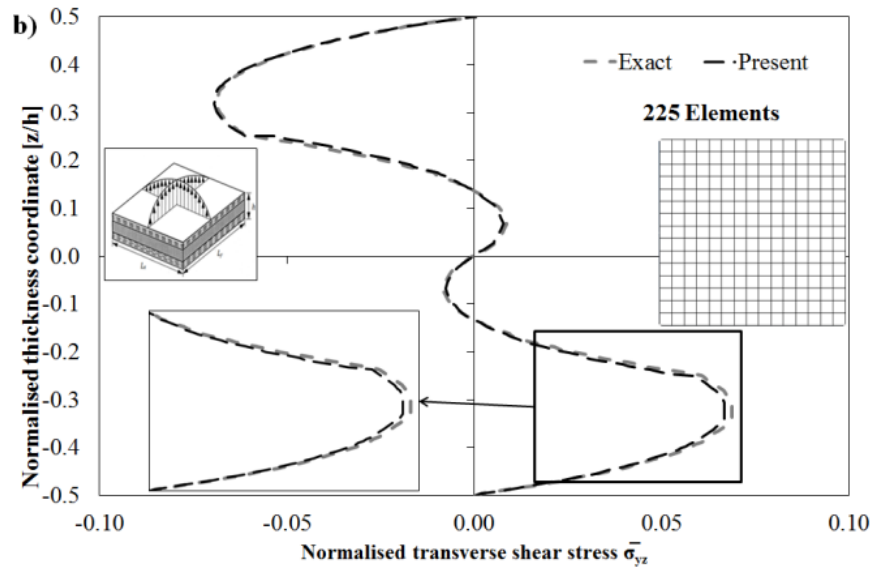 b)
Exact Present
225 Elements
Normalised thickness coordinate [z/h]
0.5
0.4
0.3
0.2
0.1
0.0
-0.1
-0.2
-0.3
-0.4
-0.5
-0.10 -0.05 0.00 0.05 0.10
Normalised transverse shear stress σ̄yz